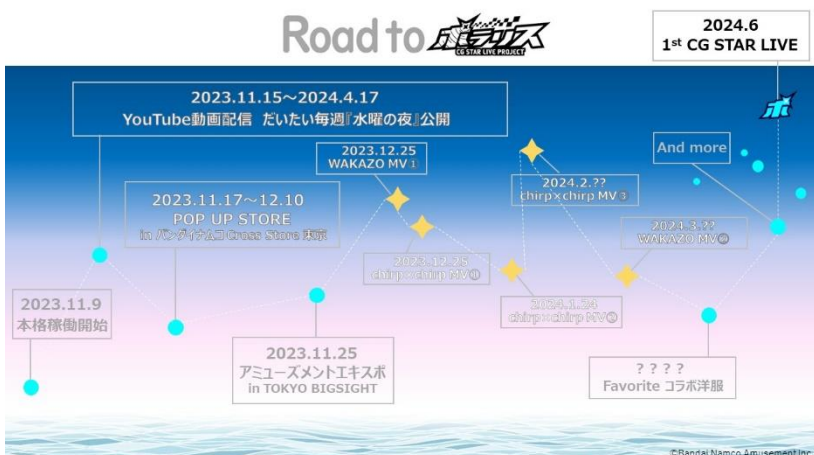 Road to ポラリス
CG STAR LIVE PROJECT
2024.6
1st CG STAR LIVE
2023.11.15～2024.4.17
YouTube動画配信 だいたい毎週『水曜の夜』公開
2023.12.25
WAKAZO MV①
And more
2024.2.??
chirp×chirp MV③
2023.11.17～12.10
POP UP STORE
in バンダイナムコ Cross Store 東京
2024.3.??
WAKAZO MV②
2023.12.25
chirp×chirp MV①
2023.11.9
本格稼働開始
2024.1.24
chirp×chirp MV②
2023.11.25
アミューズメントエキスポ
in TOKYO BIGSIGHT
？？？？
Favorite コラボ洋服
ポ
©Bandai Namco Amusement Inc.